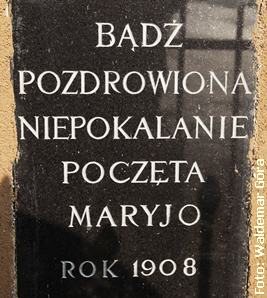 BĄDŹ
POZDROWIONA
NIEPOKALANIE
POCZĘTA
MARYJO
ROK 1908
Foto: Waldemar Góra